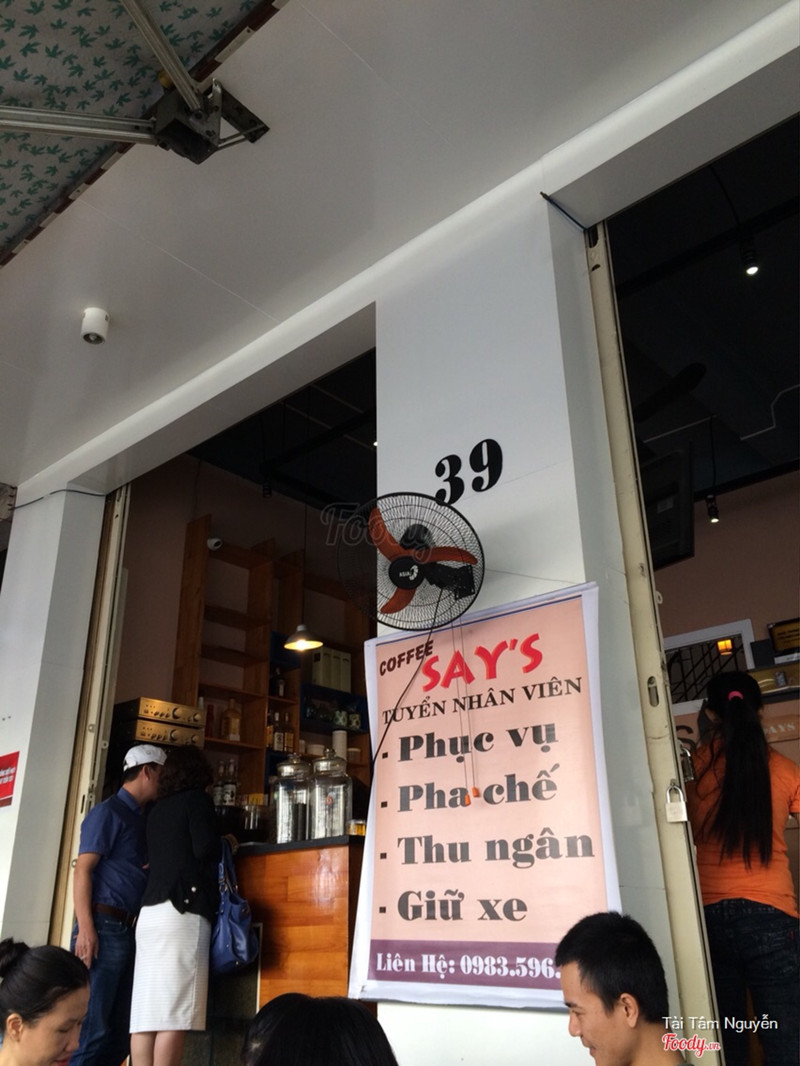 39
COFFEE SAY'S
TUYỂN NHÂN VIÊN
- Phục vụ
- Pha chế
- Thu ngân
- Giữ xe
Liên Hệ: 0983.596.
Tài Tâm Nguyễn
Foody.vn
Foody